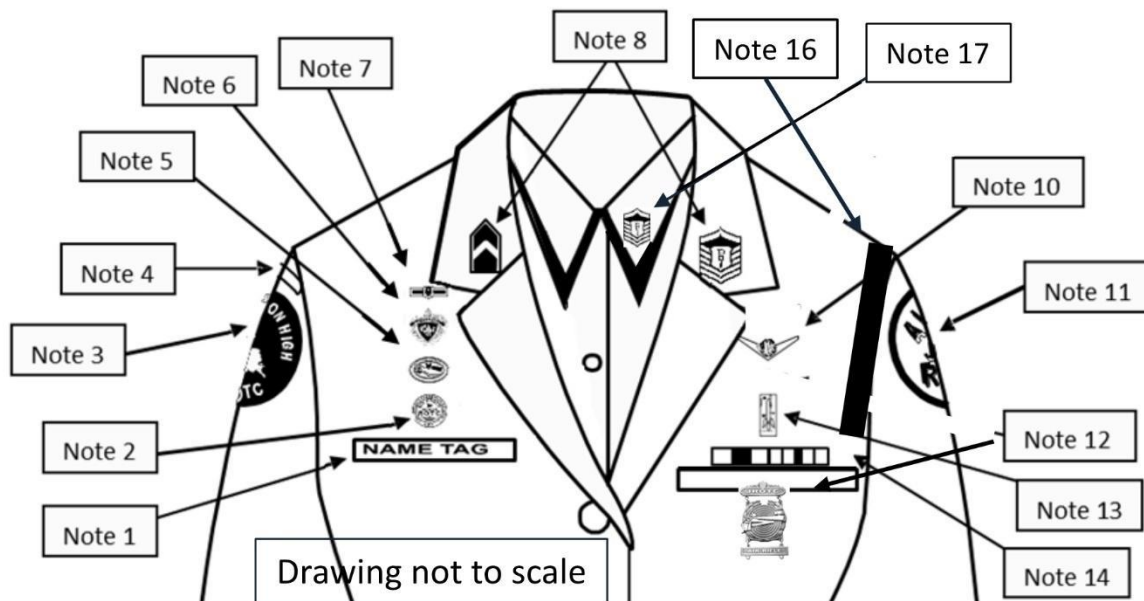 Note 8
Note 16
Note 17
Note 7
Note 6
Note 5
Note 10
Note 4
Note 11
Note 3
ON HIGH
OTC
Note 2
NAME TAG
Note 12
Note 1
Note 13
Note 14
Drawing not to scale